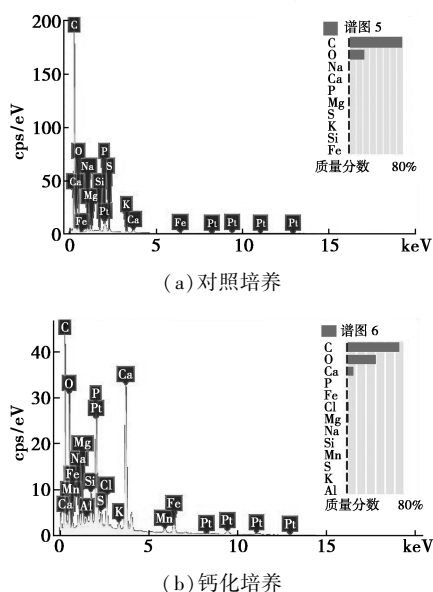 200
150
100
50
0
cps/eV
C
O
Na
P
S
Ca
Si
Mg
Pt
Fe
K
Ca
Fe
Pt
Pt
Pt
Pt
0
5
10
15
keV
谱图 5
C
O
Na
Ca
P
Mg
S
K
Si
Fe
质量分数 80%
(a)对照培养
40
30
20
10
0
cps/eV
C
O
Ca
P
Pt
Mg
Na
Fe
Mn
Si
Cl
Ca
Al
S
K
Mn
Fe
Pt
Pt
Pt
Pt
0
5
10
15
keV
谱图 6
C
O
Ca
P
Fe
Cl
Mg
Na
Si
Mn
S
K
Al
质量分数 80%
(b)钙化培养